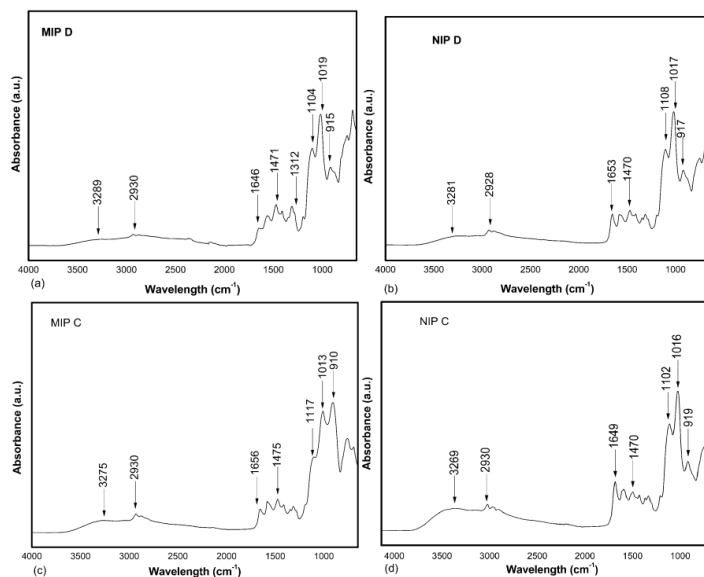 MIP D
1019
1104
915
1471
1312
1646
2930
3289
Absorbance (a.u.)
4000 3000 2000 1000
(a)
Wavelength (cm-1)
NIP D
1017
1108
917
1470
1653
2928
3281
Absorbance (a.u.)
4000 3500 3000 2500 2000 1500 1000
(b)
Wavelength (cm-1)
MIP C
910
1013
1117
1475
1656
2930
3275
Absorbance (a.u.)
4000 3500 3000 2500 2000 1500 1000
(c)
Wavelength (cm-1)
NIP C
1016
1102
919
1649
1470
2930
3269
Absorbance (a.u.)
4000 3500 3000 2500 2000 1500 1000
(d)
Wavelength (cm-1)